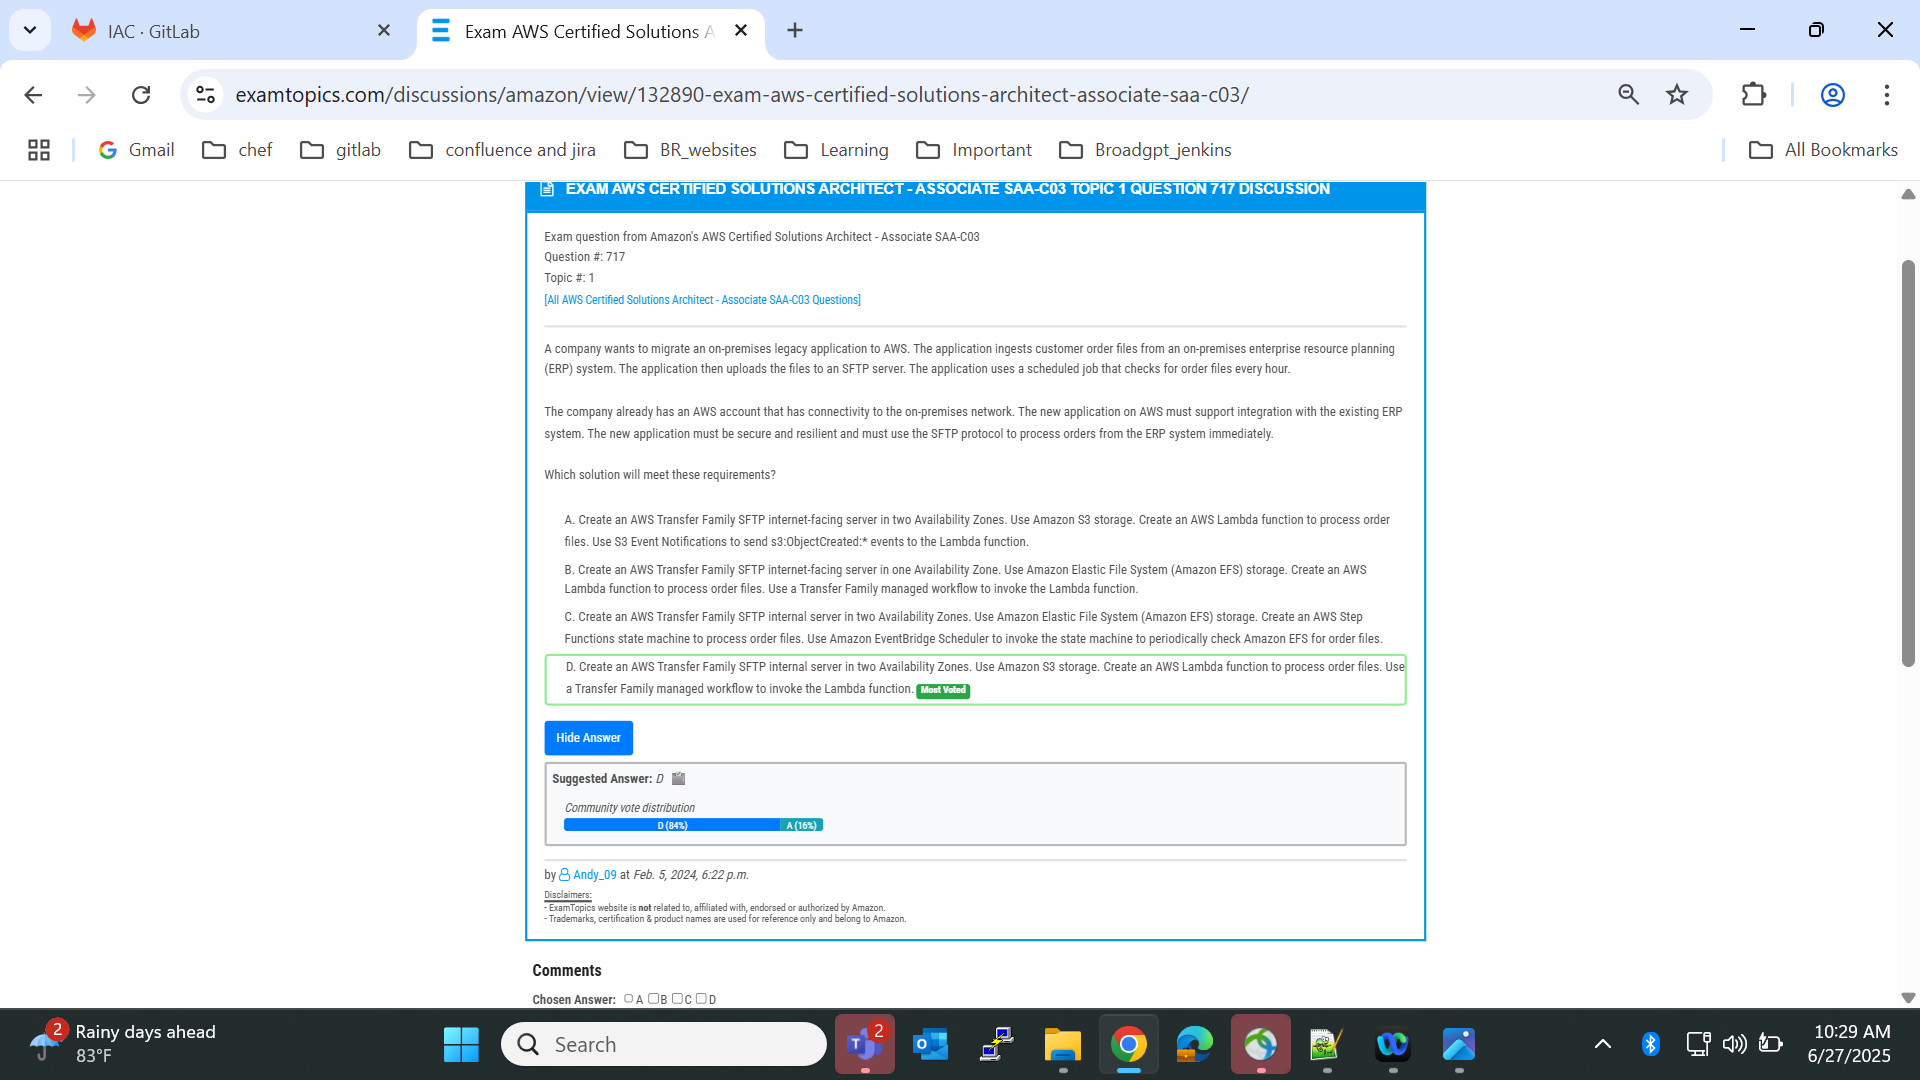 IAC · GitLab
Exam AWS Certified Solutions A
examtopics.com/discussions/amazon/view/132890-exam-aws-certified-solutions-architect-associate-saa-c03/
Gmail
chef
gitlab
confluence and jira
BR_websites
Learning
Important
Broadgpt_jenkins
All Bookmarks
EXAM AWS CERTIFIED SOLUTIONS ARCHITECT - ASSOCIATE SAA-C03 TOPIC 1 QUESTION 717 DISCUSSION
Exam question from Amazon's AWS Certified Solutions Architect - Associate SAA-C03
Question #: 717
Topic #: 1
[All AWS Certified Solutions Architect - Associate SAA-C03 Questions]
A company wants to migrate an on-premises legacy application to AWS. The application ingests customer order files from an on-premises enterprise resource planning
(ERP) system. The application then uploads the files to an SFTP server. The application uses a scheduled job that checks for order files every hour.
The company already has an AWS account that has connectivity to the on-premises network. The new application on AWS must support integration with the existing ERP
system. The new application must be secure and resilient and must use the SFTP protocol to process orders from the ERP system immediately.
Which solution will meet these requirements?
A. Create an AWS Transfer Family SFTP internet-facing server in two Availability Zones. Use Amazon S3 storage. Create an AWS Lambda function to process order
files. Use S3 Event Notifications to send s3:ObjectCreated:* events to the Lambda function.
B. Create an AWS Transfer Family SFTP internet-facing server in one Availability Zone. Use Amazon Elastic File System (Amazon EFS) storage. Create an AWS
Lambda function to process order files. Use a Transfer Family managed workflow to invoke the Lambda function.
C. Create an AWS Transfer Family SFTP internal server in two Availability Zones. Use Amazon Elastic File System (Amazon EFS) storage. Create an AWS Step
Functions state machine to process order files. Use Amazon EventBridge Scheduler to invoke the state machine to periodically check Amazon EFS for order files.
D. Create an AWS Transfer Family SFTP internal server in two Availability Zones. Use Amazon S3 storage. Create an AWS Lambda function to process order files. Use
a Transfer Family managed workflow to invoke the Lambda function. Most Voted
Hide Answer
Suggested Answer: D
Community vote distribution
D (84%) A (16%)
by Andy_09 at Feb. 5, 2024, 6:22 p.m.
Disclaimers:
- ExamTopics website is not related to, affiliated with, endorsed or authorized by Amazon.
- Trademarks, certification & product names are used for reference only and belong to Amazon.
Comments
Chosen Answer: A B C D
2
Rainy days ahead
83°F
Search
2
10:29 AM
6/27/2025